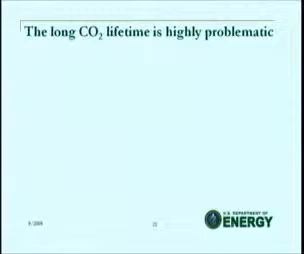 The long CO₂ lifetime is highly problematic
U.S. DEPARTMENT OF
ENERGY